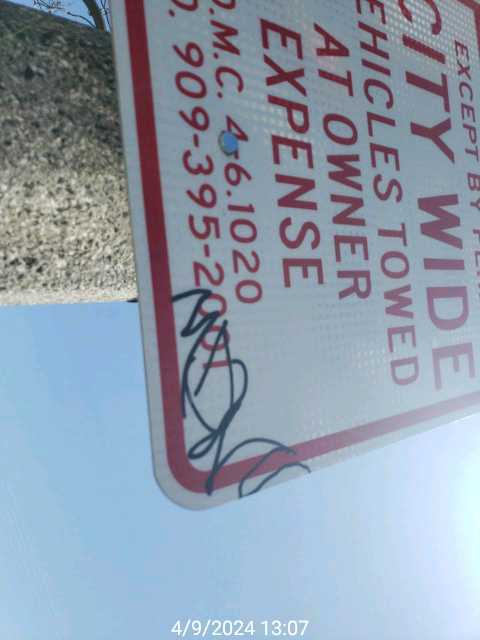 EXCEPT BY
CITY WIDE
EHICLES TOWED
AT OWNER
EXPENSE
.M.C. 4-6.1020
. 909-395-2001
4/9/2024 13:07